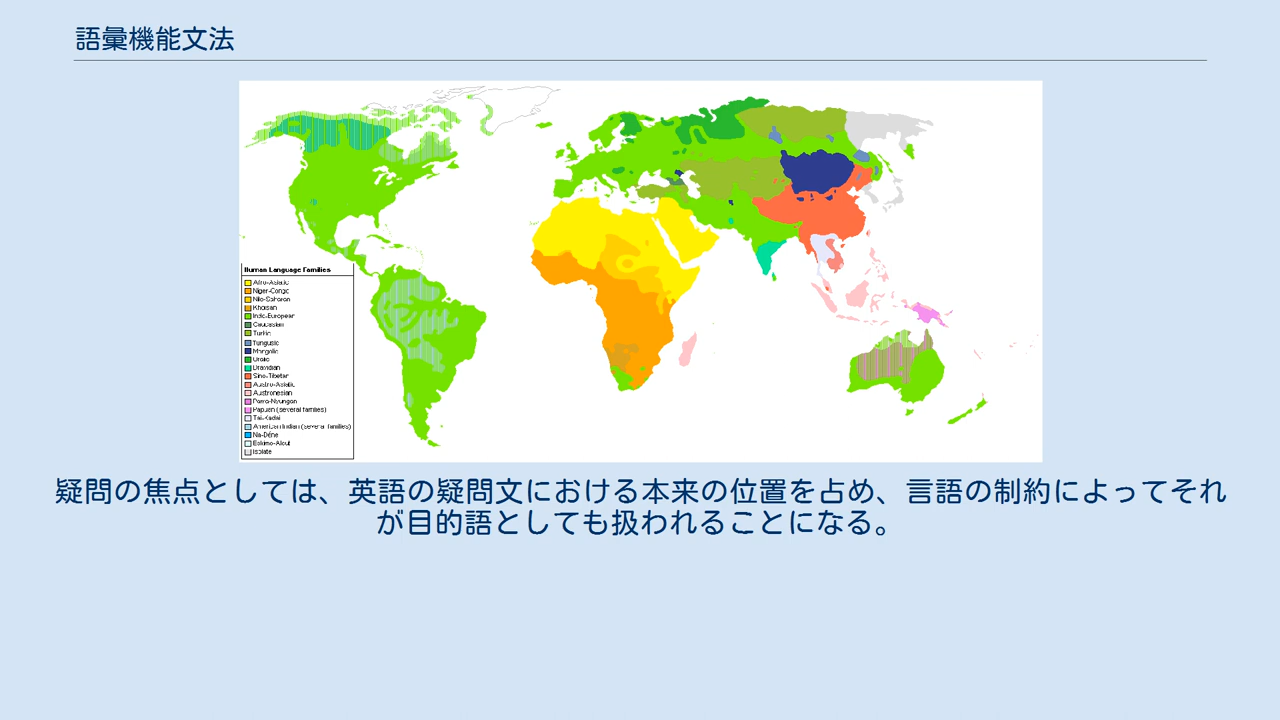 語彙機能文法
Human Language Families
Afro-Asiatic
Niger-Congo
Nilo-Saharan
Khoisan
Indo-European
Caucasian
Turkic
Tungusic
Mongolic
Uralic
Dravidian
Sino-Tibetan
Austro-Asiatic
Austronesian
Pama-Nyungan
Papuan (several families)
Tai-Kadai
American Indian (several families)
Na-Dene
Eskimo-Aleut
Isolate
疑問の焦点としては、英語の疑問文における本来の位置を占め、言語の制約によってそれ
が目的語としても扱われることになる。